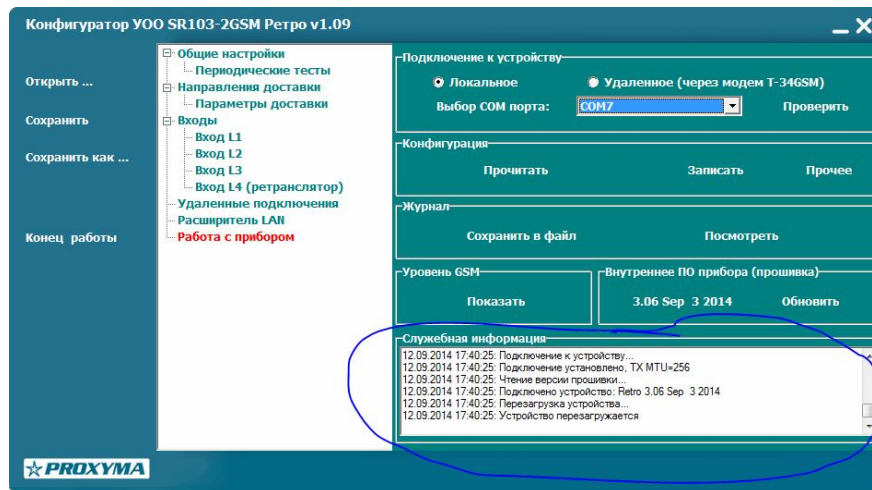 Конфигуратор УОО SR103-2GSM Ретро v1.09
Открыть ...
Сохранить
Сохранить как ...
Конец работы
Общие настройки
Периодические тесты
Направления доставки
Параметры доставки
Входы
Вход L1
Вход L2
Вход L3
Вход L4 (ретранслятор)
Удаленные подключения
Расширитель LAN
Работа с прибором
Подключение к устройству
Локальное Удаленное (через модем T-34GSM)
Выбор COM порта: COM7 Проверить
Конфигурация
Прочитать Записать Прочее
Журнал
Сохранить в файл Посмотреть
Уровень GSM
Показать
Внутреннее ПО прибора (прошивка)
3.06 Sep 3 2014 Обновить
Служебная информация
12.09.2014 17:40:25: Подключение к устройству...
12.09.2014 17:40:25: Подключение установлено, TX MTU=256
12.09.2014 17:40:25: Чтение версии прошивки...
12.09.2014 17:40:25: Подключено устройство: Retro 3.06 Sep 3 2014
12.09.2014 17:40:25: Перезагрузка устройства...
12.09.2014 17:40:25: Устройство перезагружается
PROXYMA